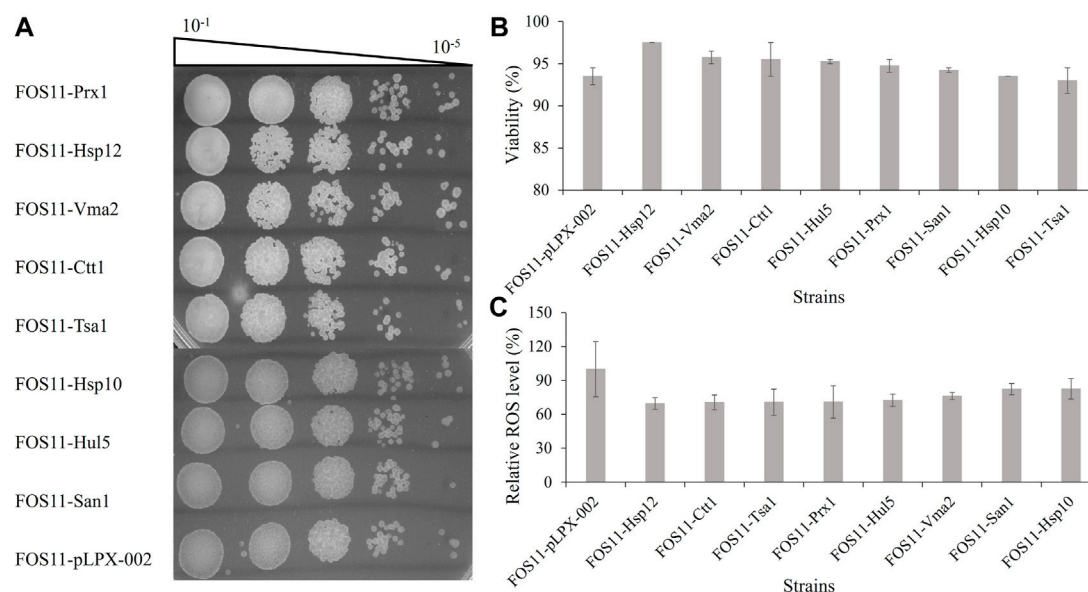 A
10-1
10-5
FOS11-Prx1
FOS11-Hsp12
FOS11-Vma2
FOS11-Ctt1
FOS11-Tsa1
FOS11-Hsp10
FOS11-Hul5
FOS11-San1
FOS11-pLPX-002
B
Viability (%)
100
95
90
85
80
FOS11-pLPX-002
FOS11-Hsp12
FOS11-Vma2
FOS11-Ctt1
FOS11-Hul5
FOS11-Prx1
FOS11-San1
FOS11-Hsp10
FOS11-Tsa1
Strains
C
Relative ROS level (%)
150
120
90
60
30
0
FOS11-pLPX-002
FOS11-Hsp12
FOS11-Ctt1
FOS11-Tsa1
FOS11-Prx1
FOS11-Hul5
FOS11-Vma2
FOS11-San1
FOS11-Hsp10
Strains